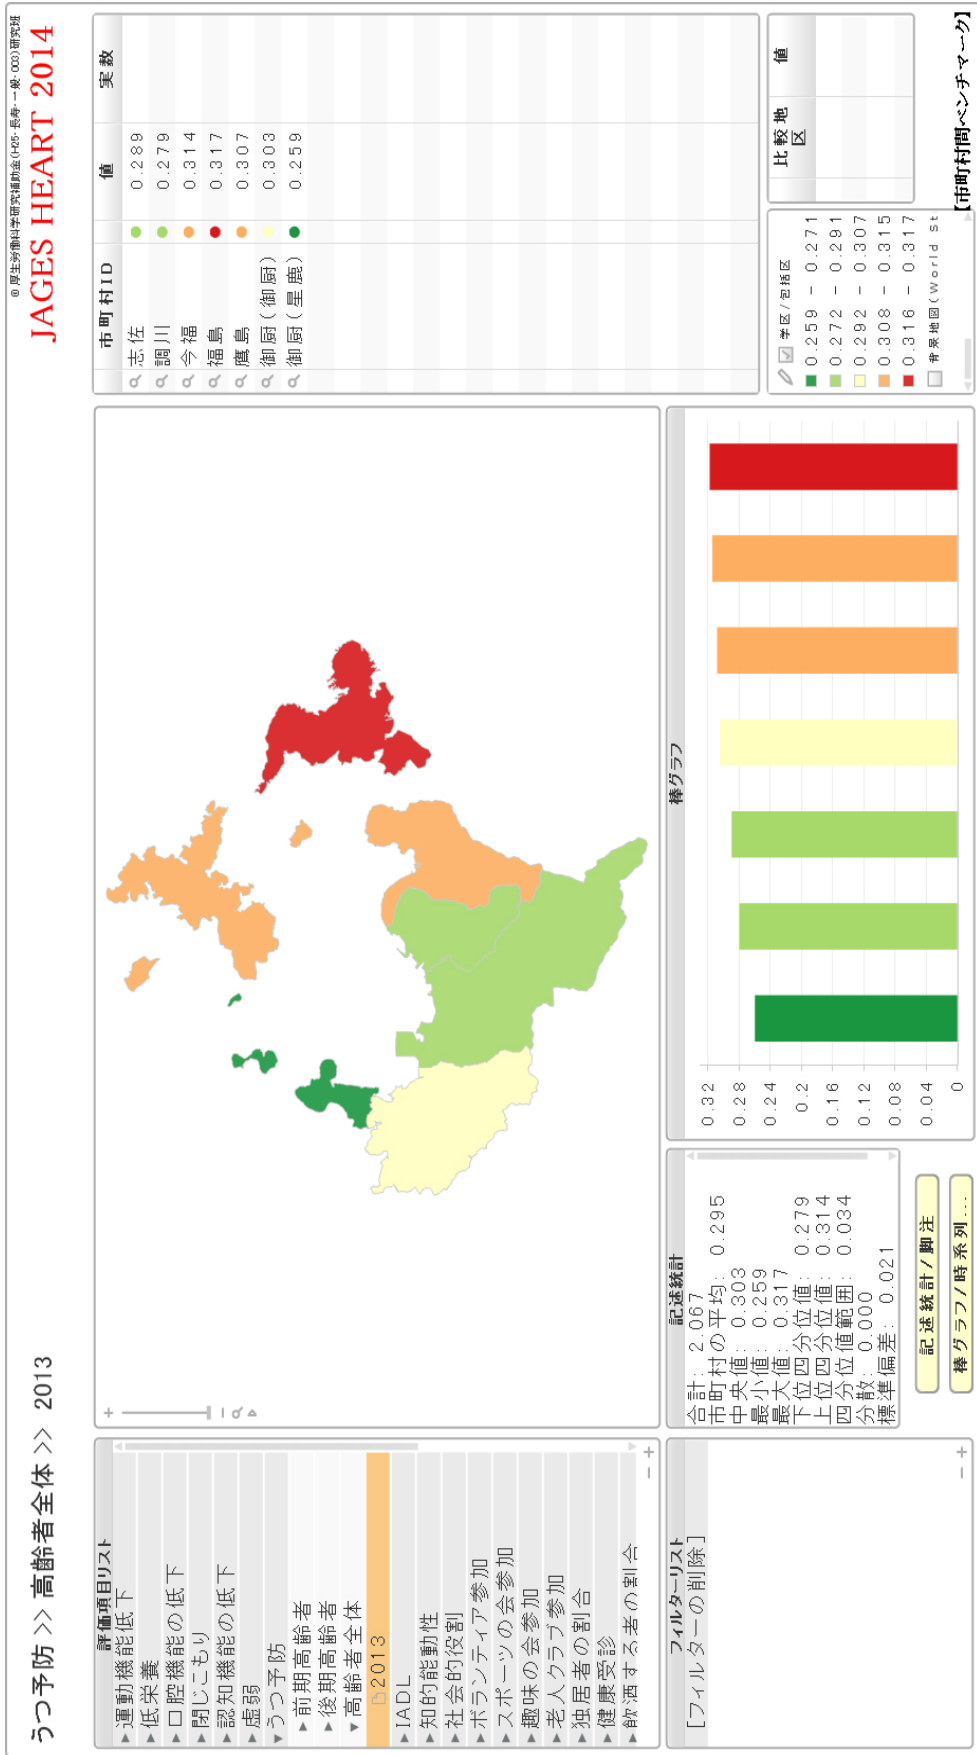 うつ予防 >> 高齢者全体 >> 2013
©厚生労働科学研究補助金(H25-長寿-一般-003)研究班
JAGES HEART 2014
評価項目リスト
▶運動機能低下
▶低栄養
▶口腔機能の低下
▶閉じこもり
▶認知機能の低下
▶虚弱
▼うつ予防
▶前期高齢者
▶後期高齢者
▼高齢者全体
2013
▶IADL
▶知的能動性
▶社会的役割
▶ボランティア参加
▶スポーツの会参加
▶趣味の会参加
▶老人クラブ参加
▶独居者の割合
▶健康受診
▶飲酒する者の割合
フィルターリスト
[フィルターの削除]
市町村ID 値 実数
志佐 0.289
調川 0.279
今福 0.314
福島 0.317
鷹島 0.307
御厨(御厨) 0.303
御厨(星鹿) 0.259
記述統計
合計: 2.067
市町村の平均: 0.295
中央値: 0.303
最小値: 0.259
最大値: 0.317
下位四分位値: 0.279
上位四分位値: 0.314
四分位値範囲: 0.034
分散: 0.000
標準偏差: 0.021
記述統計/脚注
棒グラフ/時系列...
棒グラフ
0.32
0.28
0.24
0.2
0.16
0.12
0.08
0.04
0
学区/包括区
0.259 - 0.271
0.272 - 0.291
0.292 - 0.307
0.308 - 0.315
0.316 - 0.317
背景地図(World St
比較地区 値
【市町村間ベンチマーク】